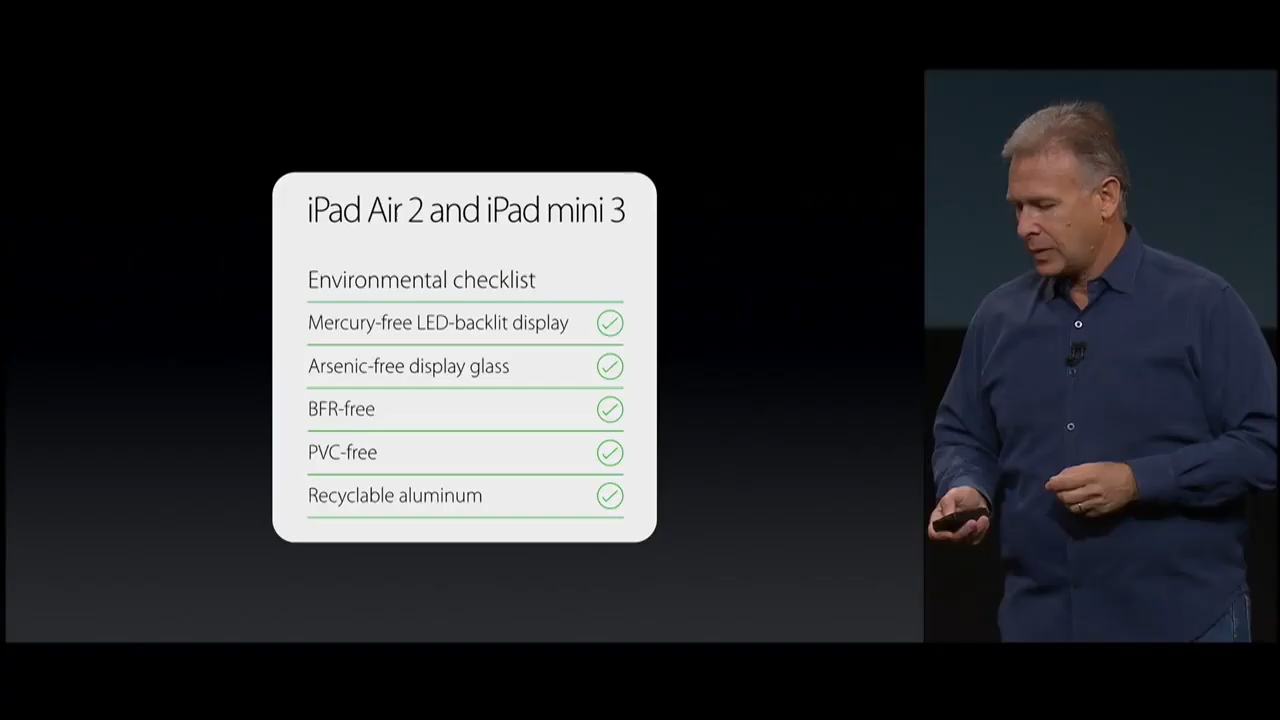 iPad Air 2 and iPad mini 3
Environmental checklist
Mercury-free LED-backlit display
Arsenic-free display glass
BFR-free
PVC-free
Recyclable aluminum